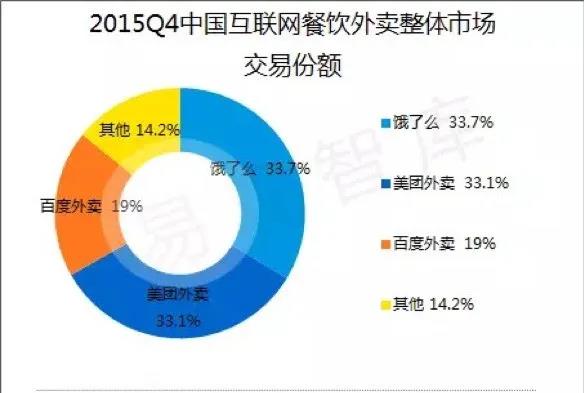 2015Q4中国互联网餐饮外卖整体市场
交易份额
其他 14.2%
饿了么 33.7%
百度外卖 19%
美团外卖
33.1%
饿了么 33.7%
美团外卖 33.1%
百度外卖 19%
其他 14.2%
易 智库